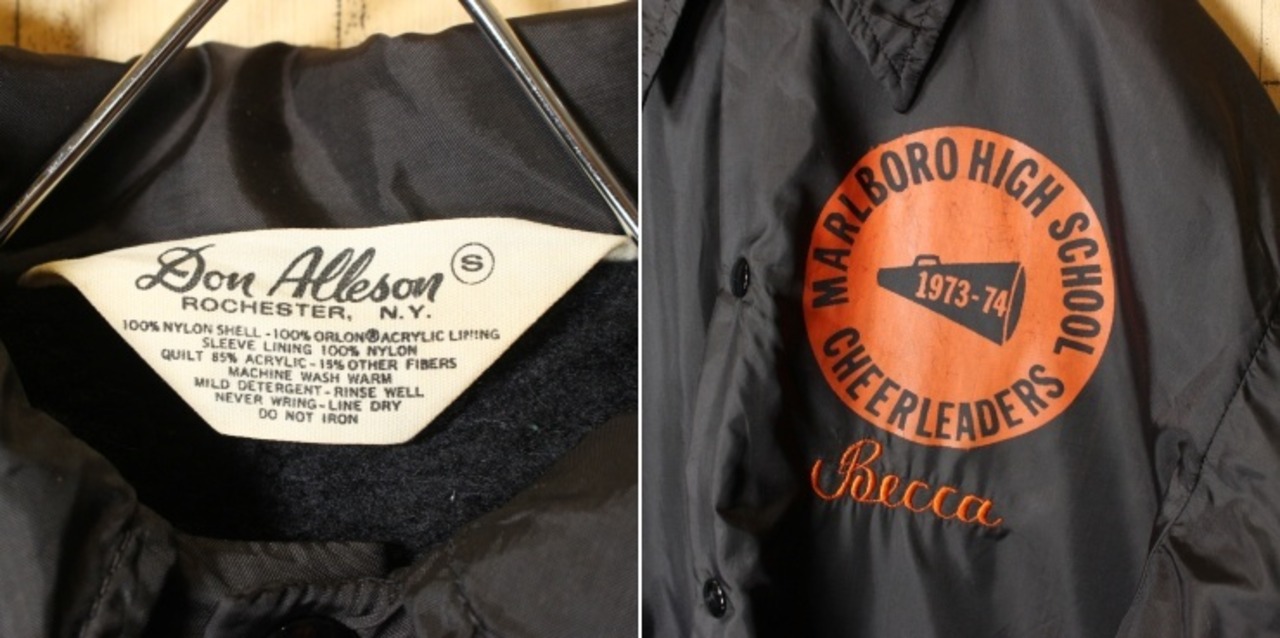 Don Alleson
S
ROCHESTER, N.Y.
100% NYLON SHELL - 100% ORLON® ACRYLIC LINING
SLEEVE LINING 100% NYLON
QUILT 85% ACRYLIC - 15% OTHER FIBERS
MACHINE WASH WARM
MILD DETERGENT - RINSE WELL
NEVER WRING - LINE DRY
DO NOT IRON
MARLBORO HIGH SCHOOL
1973-74
CHEERLEADERS
Becca